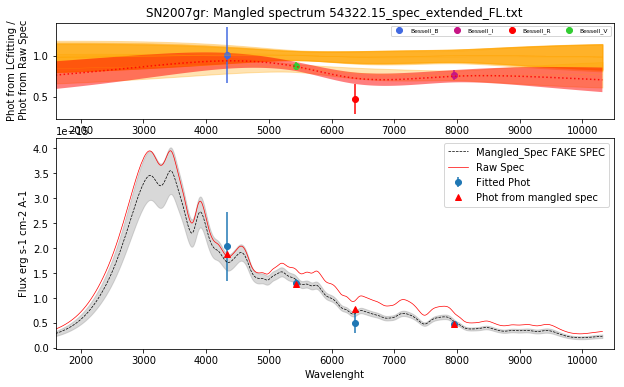 SN2007gr: Mangled spectrum 54322.15_spec_extended_FL.txt
Phot from LCfitting /
Phot from Raw Spec
1.0
0.5
Bessell_B
Bessell_I
Bessell_R
Bessell_V
2000 3000 4000 5000 6000 7000 8000 9000 10000
Flux erg s-1 cm-2 A-1
4.0
3.5
3.0
2.5
2.0
1.5
1.0
0.5
0.0
Mangled_Spec FAKE SPEC
Raw Spec
Fitted Phot
Phot from mangled spec
2000 3000 4000 5000 6000 7000 8000 9000 10000
Wavelenght